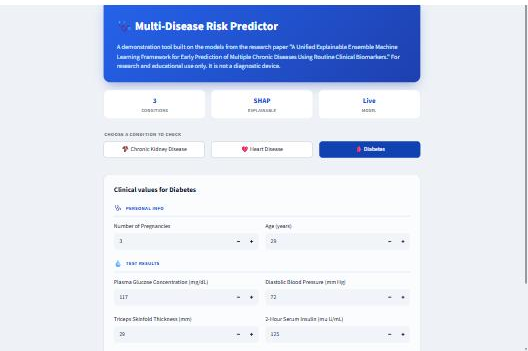 Multi-Disease Risk Predictor
A demonstration tool built on the models from the research paper "A Unified Explainable Ensemble Machine
Learning Framework for Early Prediction of Multiple Chronic Diseases Using Routine Clinical Biomarkers." For
research and educational use only. It is not a diagnostic device.
3
CONDITIONS
SHAP
EXPLAINABLE
Live
MODEL
CHOOSE A CONDITION TO CHECK
Chronic Kidney Disease
Heart Disease
Diabetes
Clinical values for Diabetes
PERSONAL INFO
Number of Pregnancies
Age (years)
3 - +
29 - +
TEST RESULTS
Plasma Glucose Concentration (mg/dL)
Diastolic Blood Pressure (mm Hg)
117 - +
72 - +
Triceps Skinfold Thickness (mm)
2-Hour Serum Insulin (mu U/mL)
29 - +
125 - +